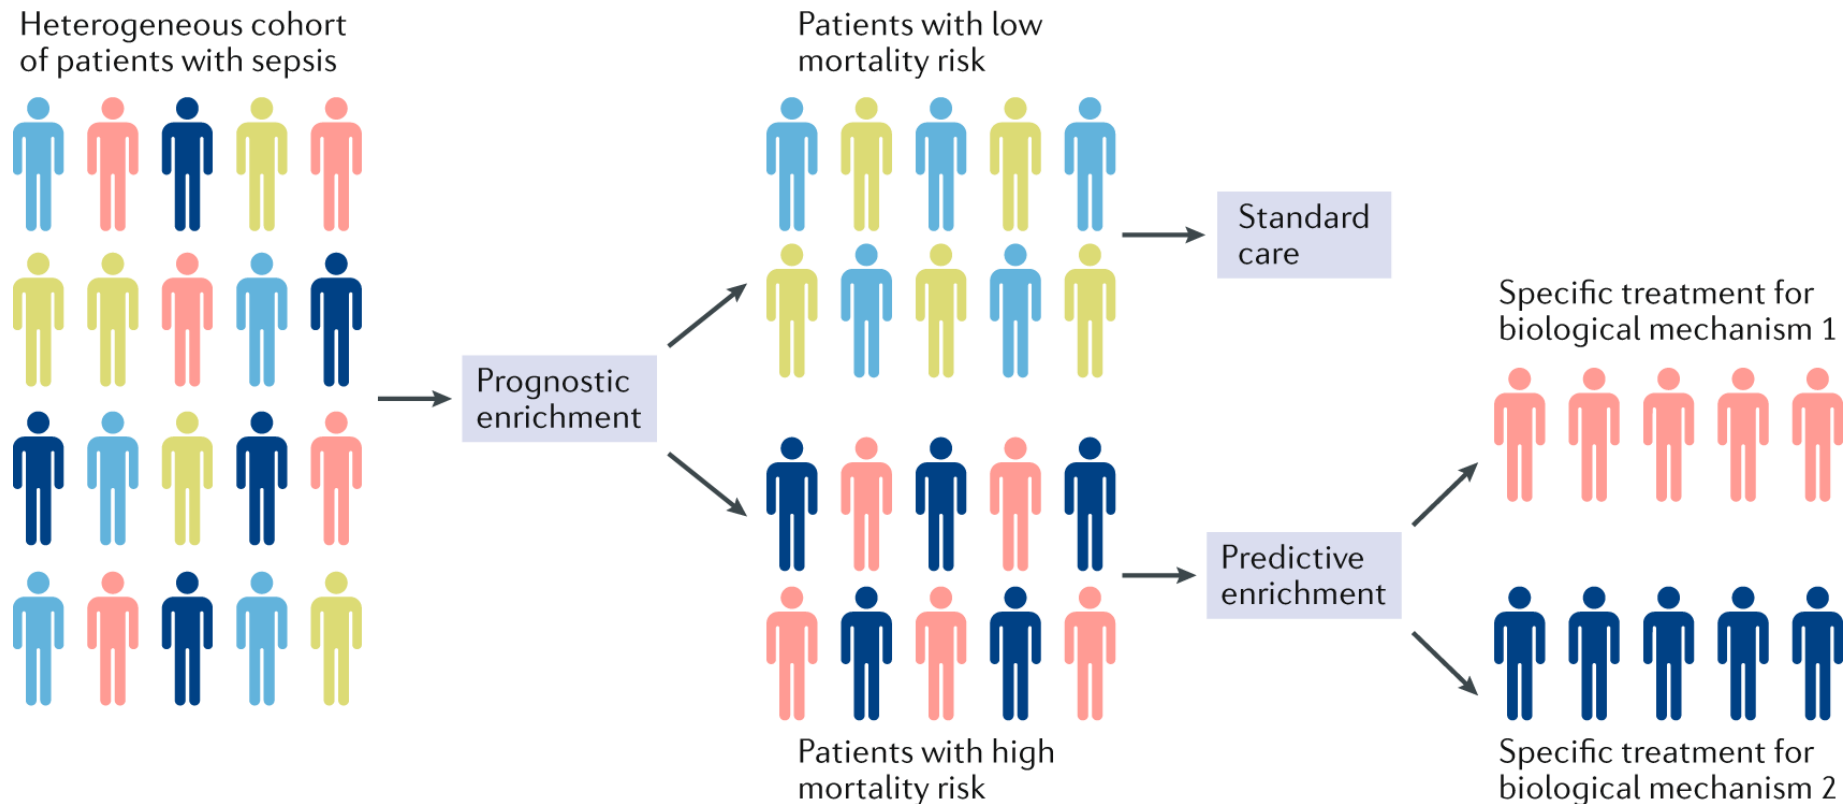 Heterogeneous cohort
of patients with sepsis
Prognostic
enrichment
Patients with low
mortality risk
Standard
care
Patients with high
mortality risk
Predictive
enrichment
Specific treatment for
biological mechanism 1
Specific treatment for
biological mechanism 2